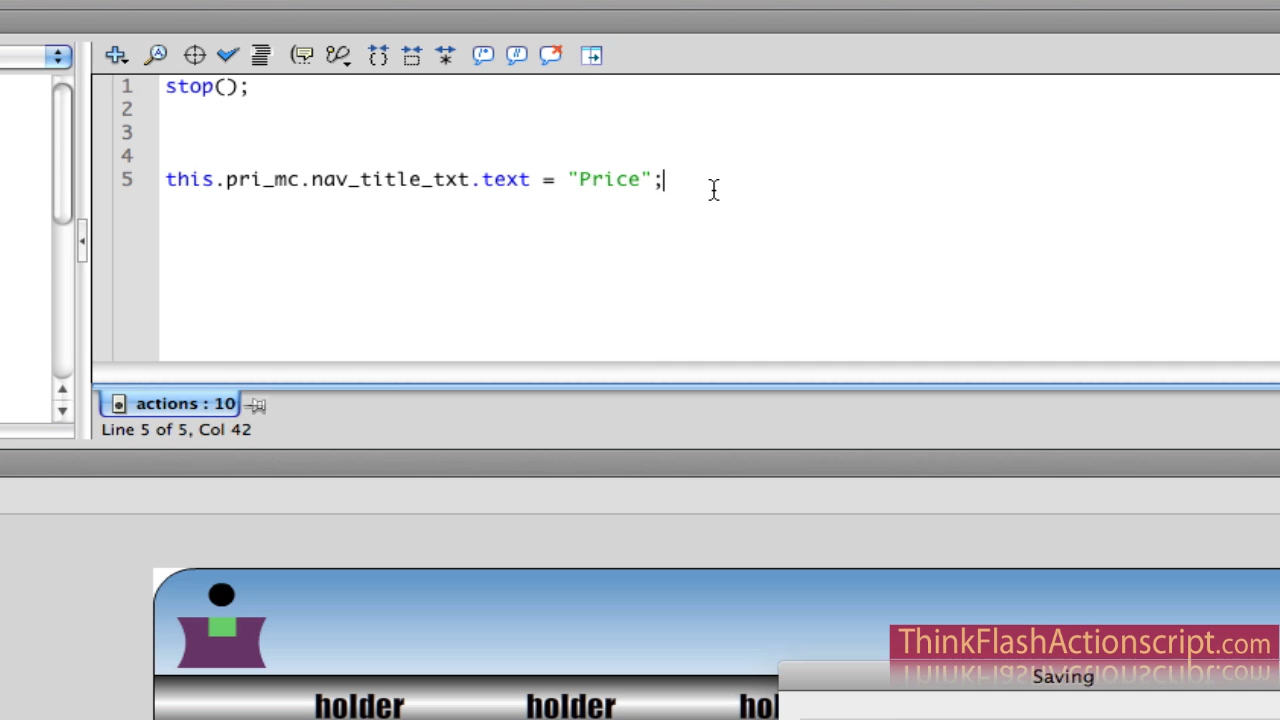 1 stop();
2
3
4
5 this.pri_mc.nav_title_txt.text = "Price";
actions : 10
Line 5 of 5, Col 42
ThinkFlashActionscript.com
Saving
holder holder hol